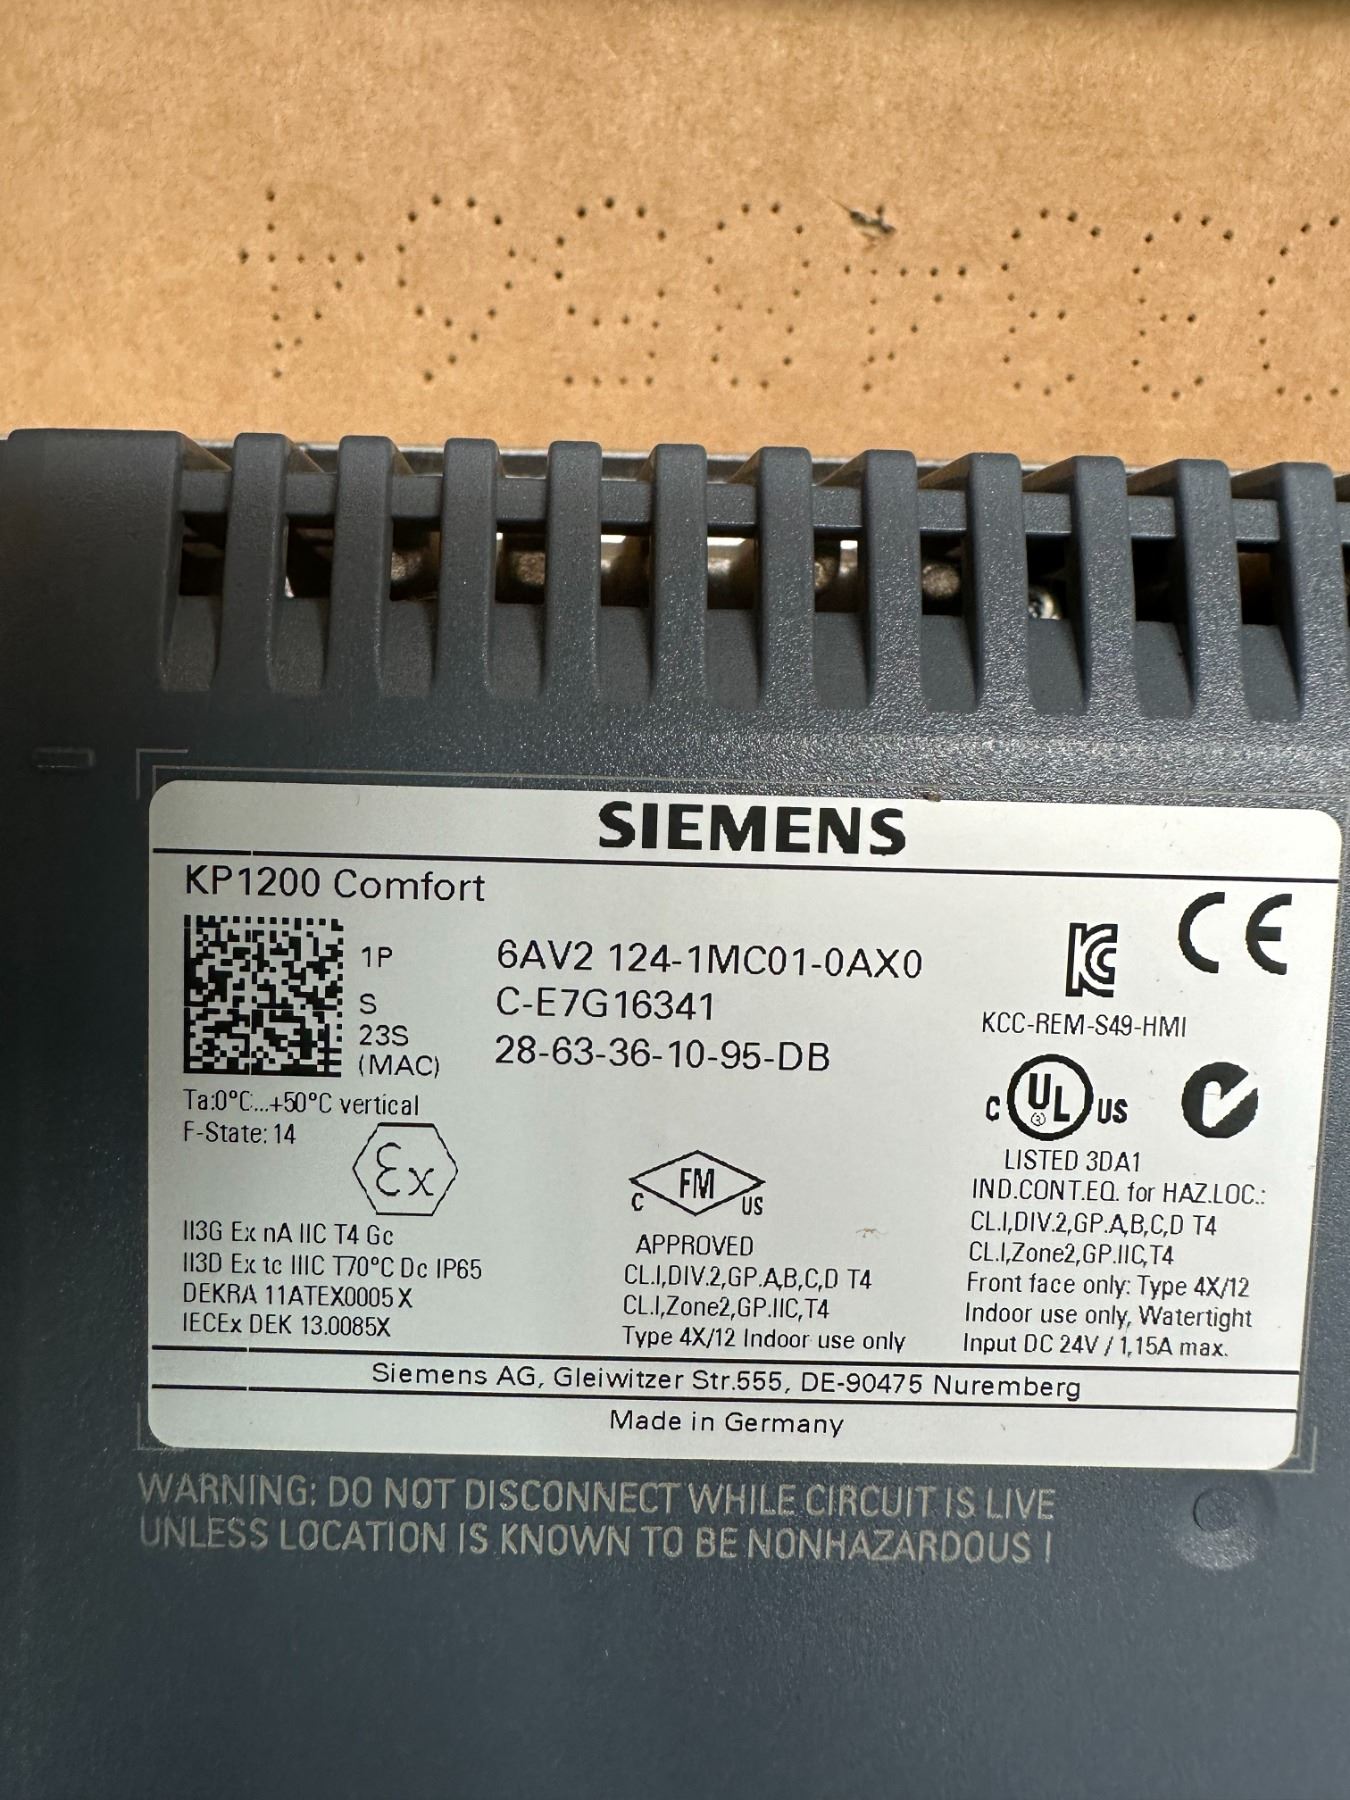 SIEMENS
KP1200 Comfort
1P 6AV2 124-1MC01-0AX0
S C-E7G16341
23S
(MAC) 28-63-36-10-95-DB
KCC-REM-S49-HMI
Ta:0°C...+50°C vertical
F-State: 14
Ex
II3G Ex nA IIC T4 Gc
II3D Ex tc IIIC T70°C Dc IP65
DEKRA 11ATEX0005 X
IECEx DEK 13.0085X
FM
C US
APPROVED
CL.I,DIV.2,GP.A,B,C,D T4
CL.I,Zone2,GP.IIC,T4
Type 4X/12 Indoor use only
CE
C UL US
LISTED 3DA1
IND.CONT.EQ. for HAZ.LOC.:
CL.I,DIV.2,GP.A,B,C,D T4
CL.I,Zone2,GP.IIC,T4
Front face only: Type 4X/12
Indoor use only, Watertight
Input DC 24V / 1,15A max.
Siemens AG, Gleiwitzer Str.555, DE-90475 Nuremberg
Made in Germany
WARNING: DO NOT DISCONNECT WHILE CIRCUIT IS LIVE
UNLESS LOCATION IS KNOWN TO BE NONHAZARDOUS !